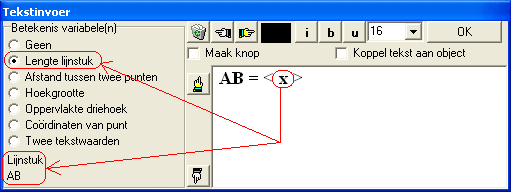 Tekstinvoer
Betekenis variabele(n)
Geen
Lengte lijnstuk
Afstand tussen twee punten
Hoekgrootte
Oppervlakte driehoek
Coördinaten van punt
Twee tekstwaarden
Lijnstuk
AB
i b u 16 OK
Maak knop Koppel tekst aan object
AB = <x>